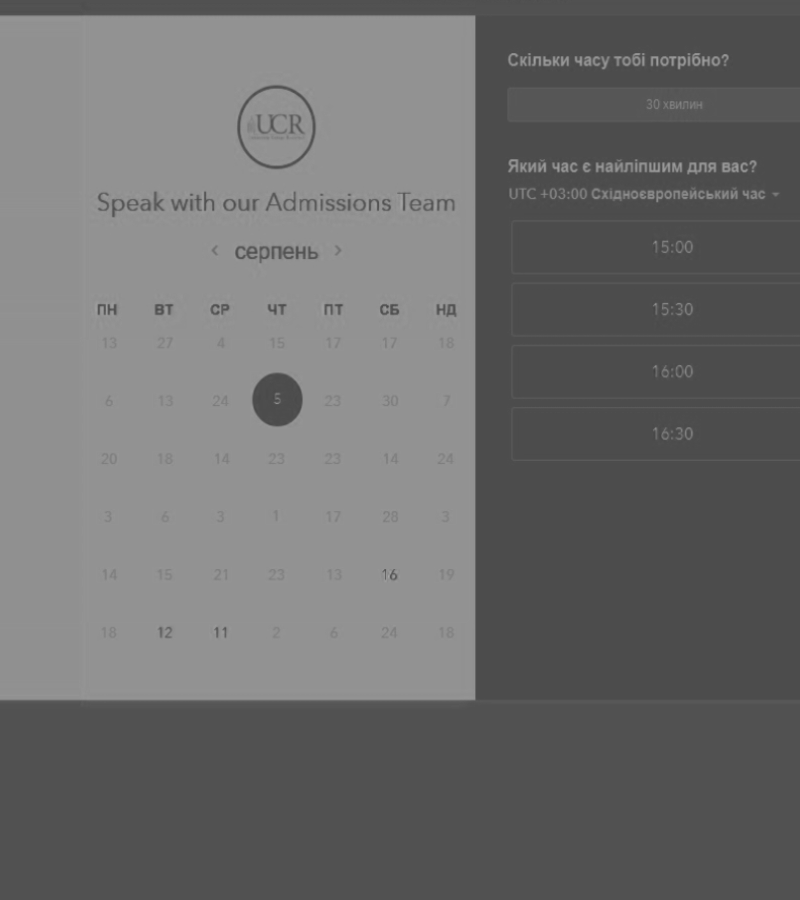 UCR
Speak with our Admissions Team
< серпень >
ПН ВТ СР ЧТ ПТ СБ НД
13 27 4 15 17 17 18
6 13 24 5 23 30 7
20 18 14 23 23 14 24
3 6 3 1 17 28 3
14 15 21 23 13 16 19
18 12 11 2 6 24 18
Скільки часу тобі потрібно?
30 хвилин
Який час є найліпшим для вас?
UTC +03:00 Східноєвропейський час
15:00
15:30
16:00
16:30